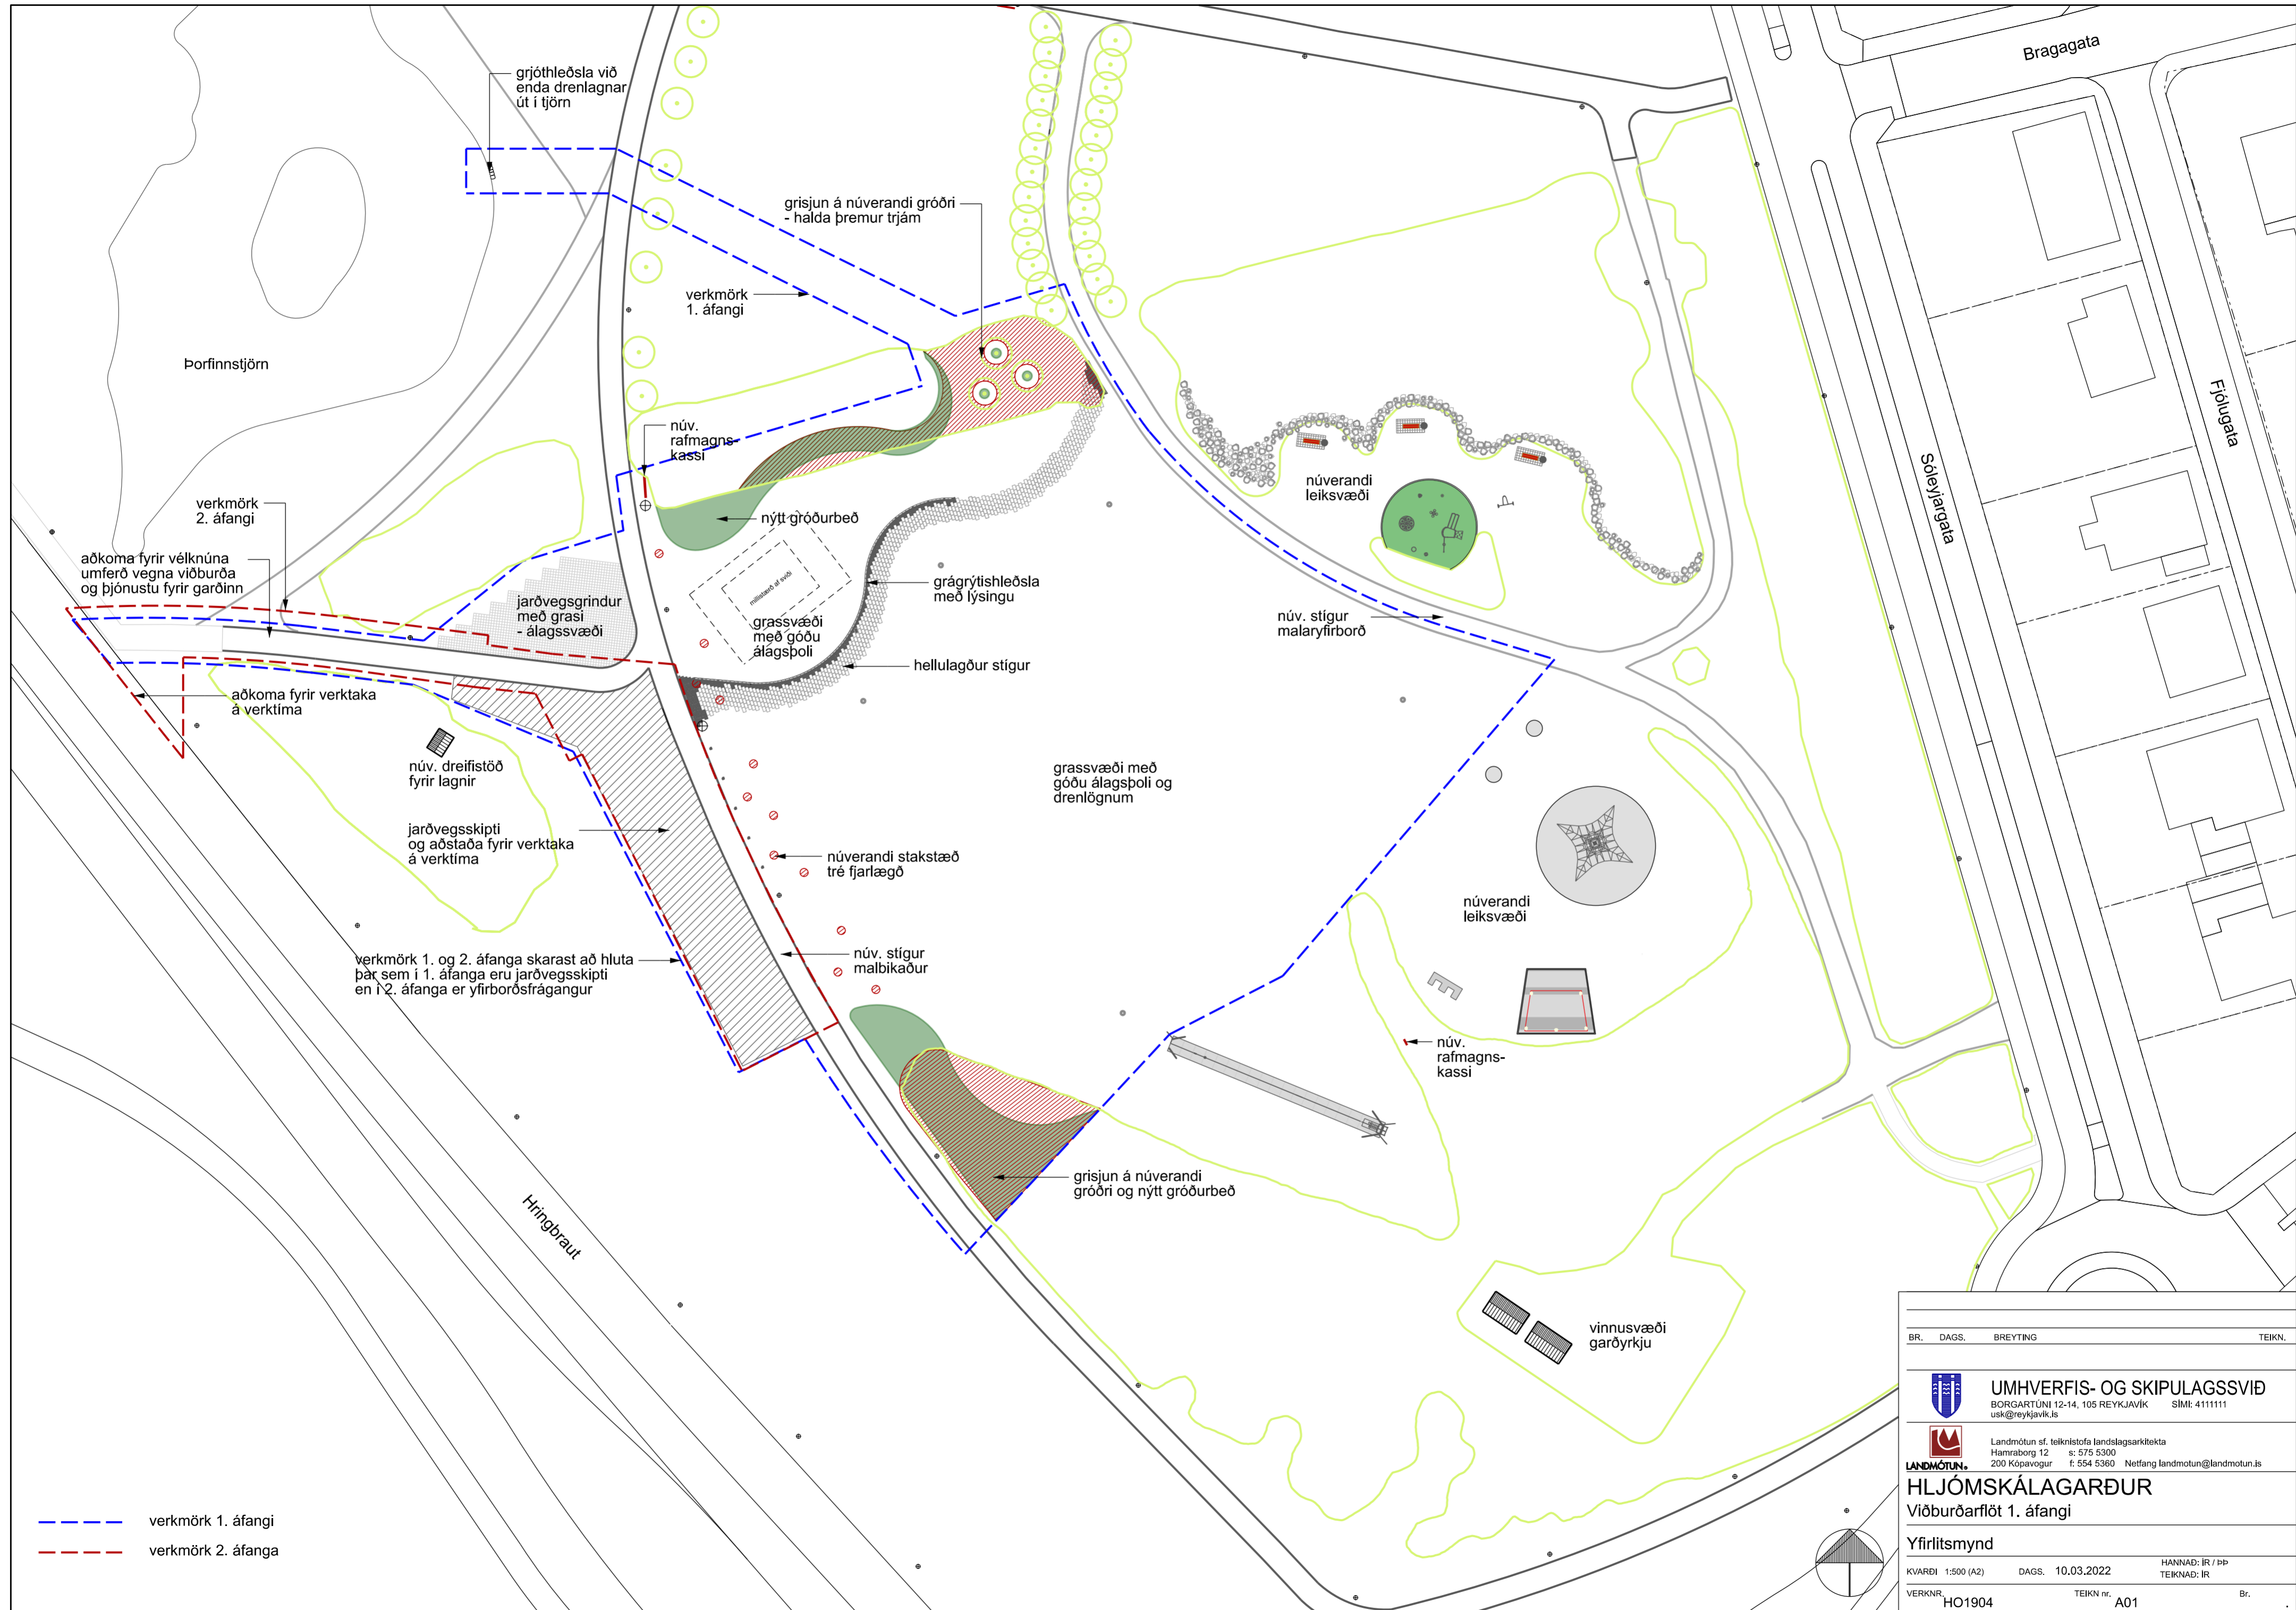 Bragagata
grjóthleðsla við
enda drenlagnar
út í tjörn
grisjun á núverandi gróðri
- halda þremur trjám
verkmörk
1. áfangi
Þorfinnstjörn
Fjólugata
Sóleyjargata
núv.
rafmagns-
kassi
núverandi
leiksvæði
verkmörk
2. áfangi
nýtt gróðurbeð
aðkoma fyrir vélknúna
umferð vegna viðburða
og þjónustu fyrir garðinn
millistærð af sviði
grágrýtishleðsla
með lýsingu
jarðvegsgrindur
með grasi
- álagssvæði
grassvæði
með góðu
álagsþoli
núv. stígur
malaryfirborð
hellulagður stígur
aðkoma fyrir verktaka
á verktíma
núv. dreifistöð
fyrir lagnir
grassvæði með
góðu álagsþoli og
drenlögnum
jarðvegsskipti
og aðstaða fyrir verktaka
á verktíma
núverandi stakstæð
tré fjarlægð
núverandi
leiksvæði
verkmörk 1. og 2. áfanga skarast að hluta
þar sem í 1. áfanga eru jarðvegsskipti
en í 2. áfanga er yfirborðsfrágangur
núv. stígur
malbikaður
núv.
rafmagns-
kassi
grisjun á núverandi
gróðri og nýtt gróðurbeð
Hringbraut
vinnusvæði
garðyrkju
verkmörk 1. áfangi
verkmörk 2. áfanga
BR. DAGS. BREYTING TEIKN.
UMHVERFIS- OG SKIPULAGSSVIÐ
BORGARTÚNI 12-14, 105 REYKJAVÍK SÍMI: 4111111
usk@reykjavik.is
Landmótun sf. teiknistofa landslagsarkitekta
Hamraborg 12 s: 575 5300
200 Kópavogur f: 554 5360 Netfang landmotun@landmotun.is
LANDMÓTUN
HLJÓMSKÁLAGARÐUR
Viðburðarflöt 1. áfangi
Yfirlitsmynd
KVARÐI 1:500 (A2) DAGS. 10.03.2022 HANNAÐ: ÍR / ÞÞ
TEIKNAÐ: ÍR
VERKNR. HO1904 TEIKN nr. A01 Br.